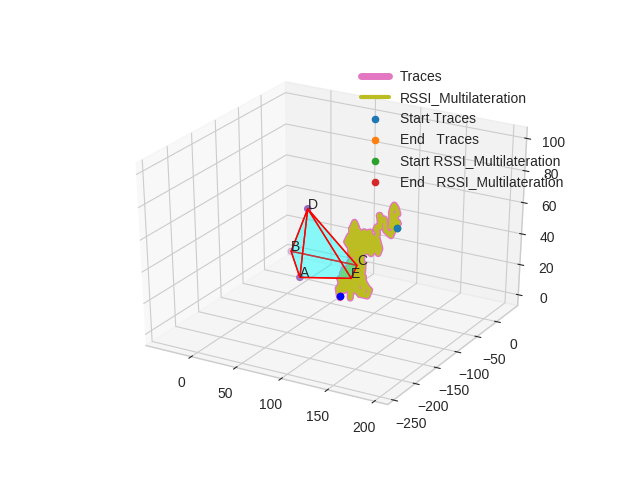 Traces
RSSI_Multilateration
Start Traces
End   Traces
Start RSSI_Multilateration
End   RSSI_Multilateration
D
B
C
A
E
100
80
60
40
20
0
0
50
100
150
200
0
−50
−100
−150
−200
−250